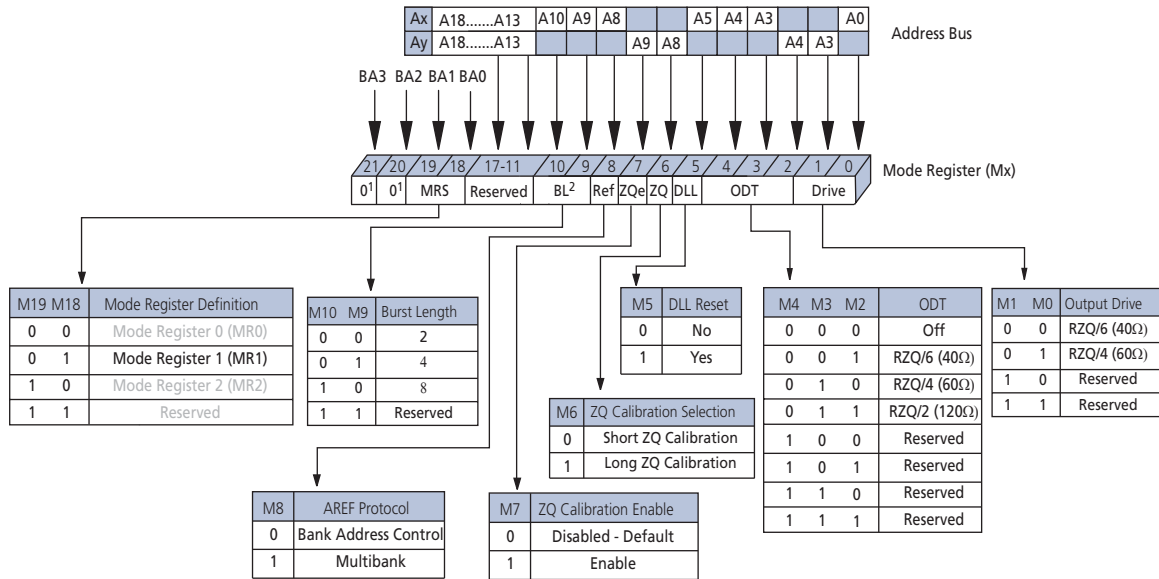 Ax A18.......A13 A10 A9 A8 A5 A4 A3 A0
Ay A18.......A13 A9 A8 A4 A3
Address Bus
BA3 BA2 BA1 BA0
21 20 19 18 17-11 10 9 8 7 6 5 4 3 2 1 0
Mode Register (Mx)
0¹ 0¹ MRS Reserved BL² Ref ZQe ZQ DLL ODT Drive
M19 M18 Mode Register Definition
0 0 Mode Register 0 (MR0)
0 1 Mode Register 1 (MR1)
1 0 Mode Register 2 (MR2)
1 1 Reserved
M10 M9 Burst Length
0 0 2
0 1 4
1 0 8
1 1 Reserved
M5 DLL Reset
0 No
1 Yes
M4 M3 M2 ODT
0 0 0 Off
0 0 1 RZQ/6 (40Ω)
0 1 0 RZQ/4 (60Ω)
0 1 1 RZQ/2 (120Ω)
1 0 0 Reserved
1 0 1 Reserved
1 1 0 Reserved
1 1 1 Reserved
M1 M0 Output Drive
0 0 RZQ/6 (40Ω)
0 1 RZQ/4 (60Ω)
1 0 Reserved
1 1 Reserved
M6 ZQ Calibration Selection
0 Short ZQ Calibration
1 Long ZQ Calibration
M8 AREF Protocol
0 Bank Address Control
1 Multibank
M7 ZQ Calibration Enable
0 Disabled - Default
1 Enable